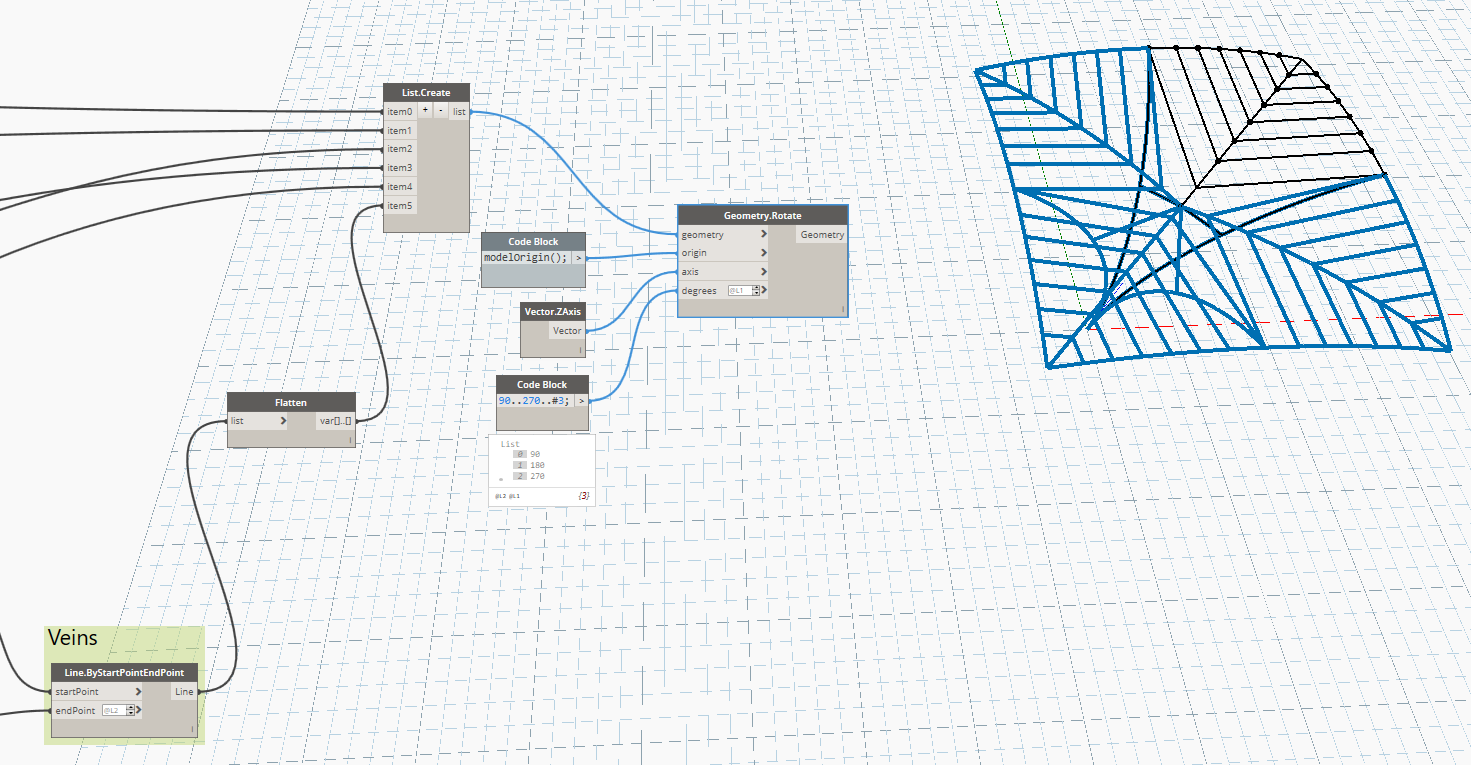 List.Create
item0 + - list
item1
item2
item3
item4
item5
Geometry.Rotate
geometry > Geometry
origin >
axis >
degrees @L1 >
Code Block
modelOrigin(); >
Vector.ZAxis
Vector
Code Block
90..270..#3; >
List
0 90
1 180
2 270
@L2 @L1 {3}
Flatten
list > var[]..[]
Veins
Line.ByStartPointEndPoint
startPoint > Line
endPoint @L2 >